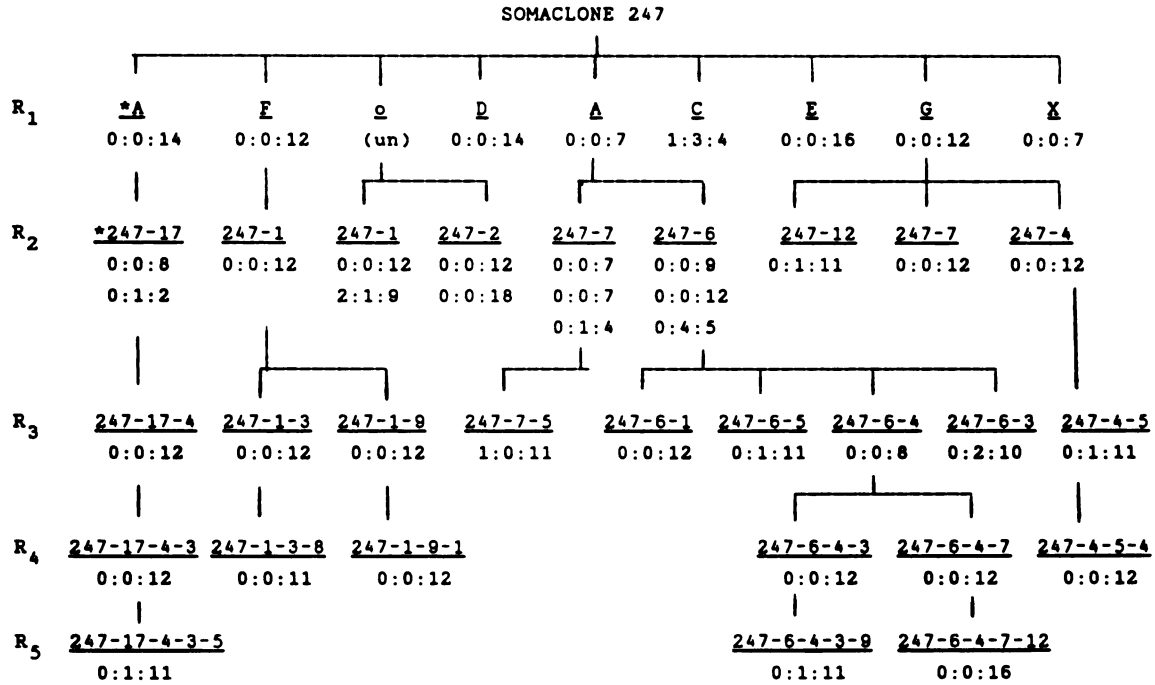 SOMACLONE 247
R1 *A F o D A C E G X
0:0:14 0:0:12 (un) 0:0:14 0:0:7 1:3:4 0:0:16 0:0:12 0:0:7
R2 *247-17 247-1 247-1 247-2 247-7 247-6 247-12 247-7 247-4
0:0:8 0:0:12 0:0:12 0:0:12 0:0:7 0:0:9 0:1:11 0:0:12 0:0:12
0:1:2 2:1:9 0:0:18 0:0:7 0:0:12
0:1:4 0:4:5
R3 247-17-4 247-1-3 247-1-9 247-7-5 247-6-1 247-6-5 247-6-4 247-6-3 247-4-5
0:0:12 0:0:12 0:0:12 1:0:11 0:0:12 0:1:11 0:0:8 0:2:10 0:1:11
R4 247-17-4-3 247-1-3-8 247-1-9-1 247-6-4-3 247-6-4-7 247-4-5-4
0:0:12 0:0:11 0:0:12 0:0:12 0:0:12 0:0:12
R5 247-17-4-3-5 247-6-4-3-9 247-6-4-7-12
0:1:11 0:1:11 0:0:16